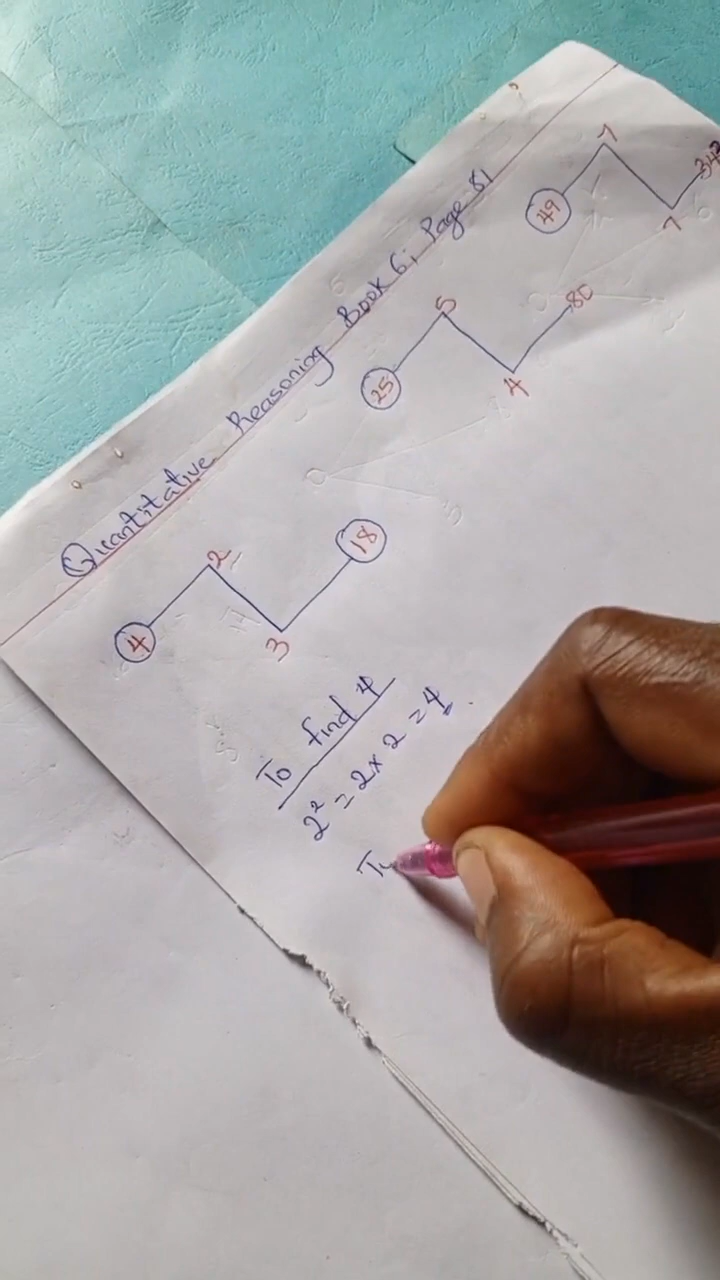 Quantitative Reasoning Book 6; Page 81
4 2 3 18
25 5 4 80
49 7 7
To find 4
2² = 2 x 2 = 4.